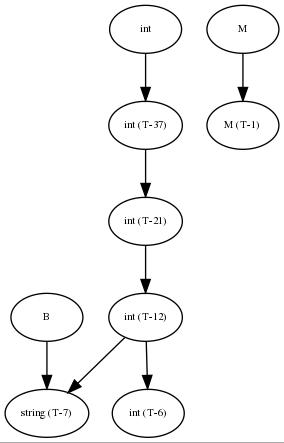 int
M
int (T-37)
M (T-1)
int (T-21)
B
int (T-12)
string (T-7)
int (T-6)